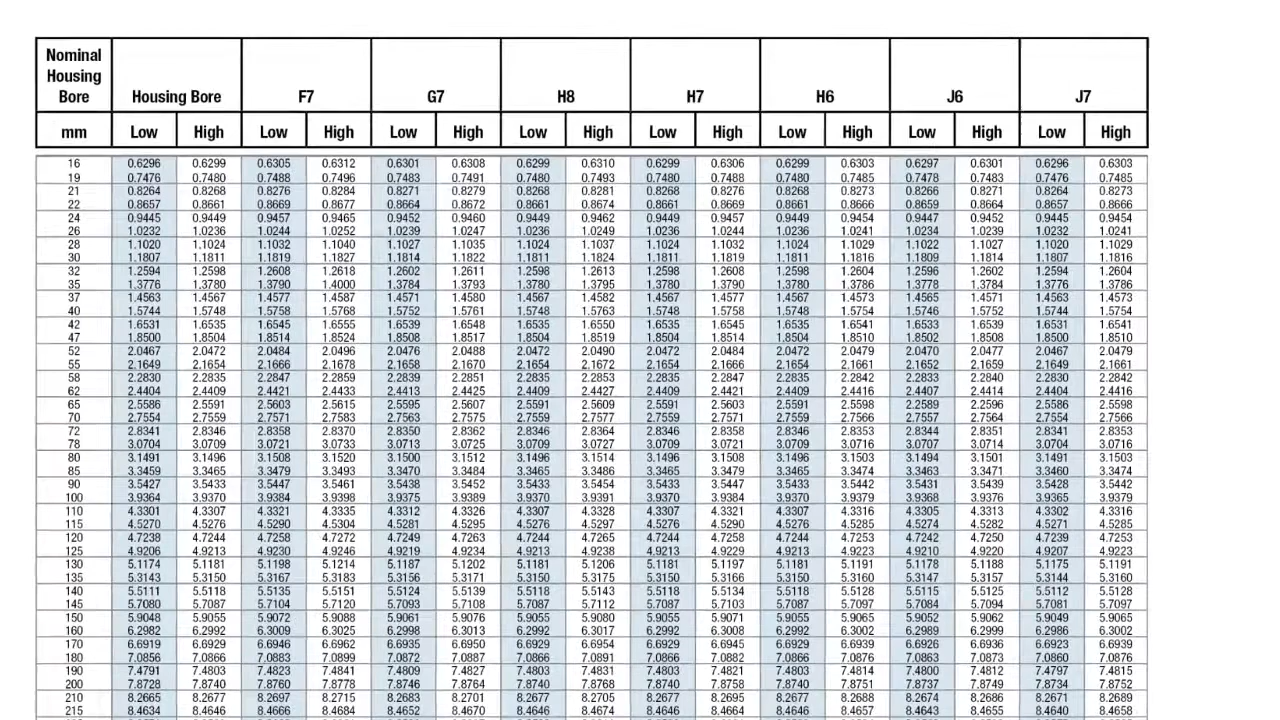 Nominal
Housing
Bore Housing Bore F7 G7 H8 H7 H6 J6 J7
mm Low High Low High Low High Low High Low High Low High Low High Low High
16 0.6296 0.6299 0.6305 0.6312 0.6301 0.6308 0.6299 0.6310 0.6299 0.6306 0.6299 0.6303 0.6297 0.6301 0.6296 0.6303
19 0.7476 0.7480 0.7488 0.7496 0.7483 0.7491 0.7480 0.7493 0.7480 0.7488 0.7480 0.7485 0.7478 0.7483 0.7476 0.7485
21 0.8264 0.8268 0.8276 0.8284 0.8271 0.8279 0.8268 0.8281 0.8268 0.8276 0.8268 0.8273 0.8266 0.8271 0.8264 0.8273
22 0.8657 0.8661 0.8669 0.8677 0.8664 0.8672 0.8661 0.8674 0.8661 0.8669 0.8661 0.8666 0.8659 0.8664 0.8657 0.8666
24 0.9445 0.9449 0.9457 0.9465 0.9452 0.9460 0.9449 0.9462 0.9449 0.9457 0.9449 0.9454 0.9447 0.9452 0.9445 0.9454
26 1.0232 1.0236 1.0244 1.0252 1.0239 1.0247 1.0236 1.0249 1.0236 1.0244 1.0236 1.0241 1.0234 1.0239 1.0232 1.0241
28 1.1020 1.1024 1.1032 1.1040 1.1027 1.1035 1.1024 1.1037 1.1024 1.1032 1.1024 1.1029 1.1022 1.1027 1.1020 1.1029
30 1.1807 1.1811 1.1819 1.1827 1.1814 1.1822 1.1811 1.1824 1.1811 1.1819 1.1811 1.1816 1.1809 1.1814 1.1807 1.1816
32 1.2594 1.2598 1.2608 1.2618 1.2602 1.2611 1.2598 1.2613 1.2598 1.2608 1.2598 1.2604 1.2596 1.2602 1.2594 1.2604
35 1.3776 1.3780 1.3790 1.4000 1.3784 1.3793 1.3780 1.3795 1.3780 1.3790 1.3780 1.3786 1.3778 1.3784 1.3776 1.3786
37 1.4563 1.4567 1.4577 1.4587 1.4571 1.4580 1.4567 1.4582 1.4567 1.4577 1.4567 1.4573 1.4565 1.4571 1.4563 1.4573
40 1.5744 1.5748 1.5758 1.5768 1.5752 1.5761 1.5748 1.5763 1.5748 1.5758 1.5748 1.5754 1.5746 1.5752 1.5744 1.5754
42 1.6531 1.6535 1.6545 1.6555 1.6539 1.6548 1.6535 1.6550 1.6535 1.6545 1.6535 1.6541 1.6533 1.6539 1.6531 1.6541
47 1.8500 1.8504 1.8514 1.8524 1.8508 1.8517 1.8504 1.8519 1.8504 1.8514 1.8504 1.8510 1.8502 1.8508 1.8500 1.8510
52 2.0467 2.0472 2.0484 2.0496 2.0476 2.0488 2.0472 2.0490 2.0472 2.0484 2.0472 2.0479 2.0470 2.0477 2.0467 2.0479
55 2.1649 2.1654 2.1666 2.1678 2.1658 2.1670 2.1654 2.1672 2.1654 2.1666 2.1654 2.1661 2.1652 2.1659 2.1649 2.1661
58 2.2830 2.2835 2.2847 2.2859 2.2839 2.2851 2.2835 2.2853 2.2835 2.2847 2.2835 2.2842 2.2833 2.2840 2.2830 2.2842
62 2.4404 2.4409 2.4421 2.4433 2.4413 2.4425 2.4409 2.4427 2.4409 2.4421 2.4409 2.4416 2.4407 2.4414 2.4404 2.4416
65 2.5586 2.5591 2.5603 2.5615 2.5595 2.5607 2.5591 2.5609 2.5591 2.5603 2.5591 2.5598 2.5589 2.5596 2.5586 2.5598
70 2.7554 2.7559 2.7571 2.7583 2.7563 2.7575 2.7559 2.7577 2.7559 2.7571 2.7559 2.7566 2.7557 2.7564 2.7554 2.7566
72 2.8341 2.8346 2.8358 2.8370 2.8350 2.8362 2.8346 2.8364 2.8346 2.8358 2.8346 2.8353 2.8344 2.8351 2.8341 2.8353
78 3.0704 3.0709 3.0721 3.0733 3.0713 3.0725 3.0709 3.0727 3.0709 3.0721 3.0709 3.0716 3.0707 3.0714 3.0704 3.0716
80 3.1491 3.1496 3.1508 3.1520 3.1500 3.1512 3.1496 3.1514 3.1496 3.1508 3.1496 3.1503 3.1494 3.1501 3.1491 3.1503
85 3.3459 3.3465 3.3479 3.3493 3.3470 3.3484 3.3465 3.3486 3.3465 3.3479 3.3465 3.3474 3.3463 3.3471 3.3460 3.3474
90 3.5427 3.5433 3.5447 3.5461 3.5438 3.5452 3.5433 3.5454 3.5433 3.5447 3.5433 3.5442 3.5431 3.5439 3.5428 3.5442
100 3.9364 3.9370 3.9384 3.9398 3.9375 3.9389 3.9370 3.9391 3.9370 3.9384 3.9370 3.9379 3.9368 3.9376 3.9365 3.9379
110 4.3301 4.3307 4.3321 4.3335 4.3312 4.3326 4.3307 4.3328 4.3307 4.3321 4.3307 4.3316 4.3305 4.3313 4.3302 4.3316
115 4.5270 4.5276 4.5290 4.5304 4.5281 4.5295 4.5276 4.5297 4.5276 4.5290 4.5276 4.5285 4.5274 4.5282 4.5271 4.5285
120 4.7238 4.7244 4.7258 4.7272 4.7249 4.7263 4.7244 4.7265 4.7244 4.7258 4.7244 4.7253 4.7242 4.7250 4.7239 4.7253
125 4.9206 4.9213 4.9230 4.9246 4.9219 4.9234 4.9213 4.9238 4.9213 4.9229 4.9213 4.9223 4.9210 4.9220 4.9207 4.9223
130 5.1174 5.1181 5.1198 5.1214 5.1187 5.1202 5.1181 5.1206 5.1181 5.1197 5.1181 5.1191 5.1178 5.1188 5.1175 5.1191
135 5.3143 5.3150 5.3167 5.3183 5.3156 5.3171 5.3150 5.3175 5.3150 5.3166 5.3150 5.3160 5.3147 5.3157 5.3144 5.3160
140 5.5111 5.5118 5.5135 5.5151 5.5124 5.5139 5.5118 5.5143 5.5118 5.5134 5.5118 5.5128 5.5115 5.5125 5.5112 5.5128
145 5.7080 5.7087 5.7104 5.7120 5.7093 5.7108 5.7087 5.7112 5.7087 5.7103 5.7087 5.7097 5.7084 5.7094 5.7081 5.7097
150 5.9048 5.9055 5.9072 5.9088 5.9061 5.9076 5.9055 5.9080 5.9055 5.9071 5.9055 5.9065 5.9052 5.9062 5.9049 5.9065
160 6.2982 6.2992 6.3009 6.3025 6.2998 6.3013 6.2992 6.3017 6.2992 6.3008 6.2992 6.3002 6.2989 6.2999 6.2986 6.3002
170 6.6919 6.6929 6.6946 6.6962 6.6935 6.6950 6.6929 6.6954 6.6929 6.6945 6.6929 6.6939 6.6926 6.6936 6.6923 6.6939
180 7.0856 7.0866 7.0883 7.0899 7.0872 7.0887 7.0866 7.0891 7.0866 7.0882 7.0866 7.0876 7.0863 7.0873 7.0860 7.0876
190 7.4791 7.4803 7.4823 7.4841 7.4809 7.4827 7.4803 7.4831 7.4803 7.4821 7.4803 7.4814 7.4800 7.4812 7.4797 7.4815
200 7.8728 7.8740 7.8760 7.8778 7.8746 7.8764 7.8740 7.8768 7.8740 7.8758 7.8740 7.8751 7.8737 7.8749 7.8734 7.8752
210 8.2665 8.2677 8.2697 8.2715 8.2683 8.2701 8.2677 8.2705 8.2677 8.2695 8.2677 8.2688 8.2674 8.2686 8.2671 8.2689
215 8.4634 8.4646 8.4666 8.4684 8.4652 8.4670 8.4646 8.4674 8.4646 8.4664 8.4646 8.4657 8.4643 8.4655 8.4640 8.4658